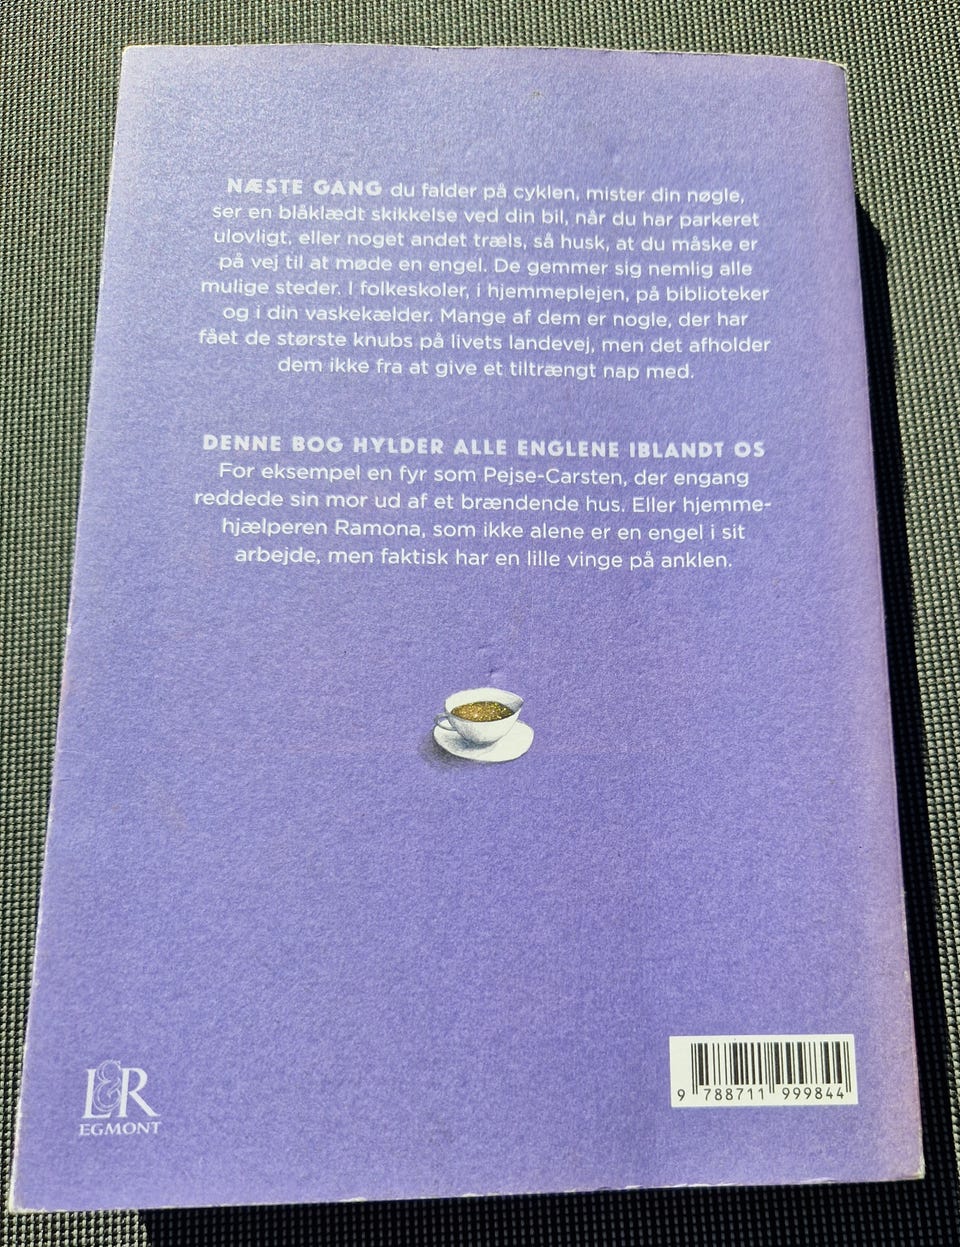 NÆSTE GANG du falder på cyklen, mister din nøgle,
ser en blåklædt skikkelse ved din bil, når du har parkeret
ulovligt, eller noget andet træls, så husk, at du måske er
på vej til at møde en engel. De gemmer sig nemlig alle
mulige steder. I folkeskoler, i hjemmeplejen, på biblioteker
og i din vaskekælder. Mange af dem er nogle, der har
fået de største knubs på livets landevej, men det afholder
dem ikke fra at give et tiltrængt nap med.
DENNE BOG HYLDER ALLE ENGLENE IBLANDT OS
For eksempel en fyr som Pejse-Carsten, der engang
reddede sin mor ud af et brændende hus. Eller hjemme-
hjælperen Ramona, som ikke alene er en engel i sit
arbejde, men faktisk har en lille vinge på anklen.
L&R
EGMONT
9 788711 999844